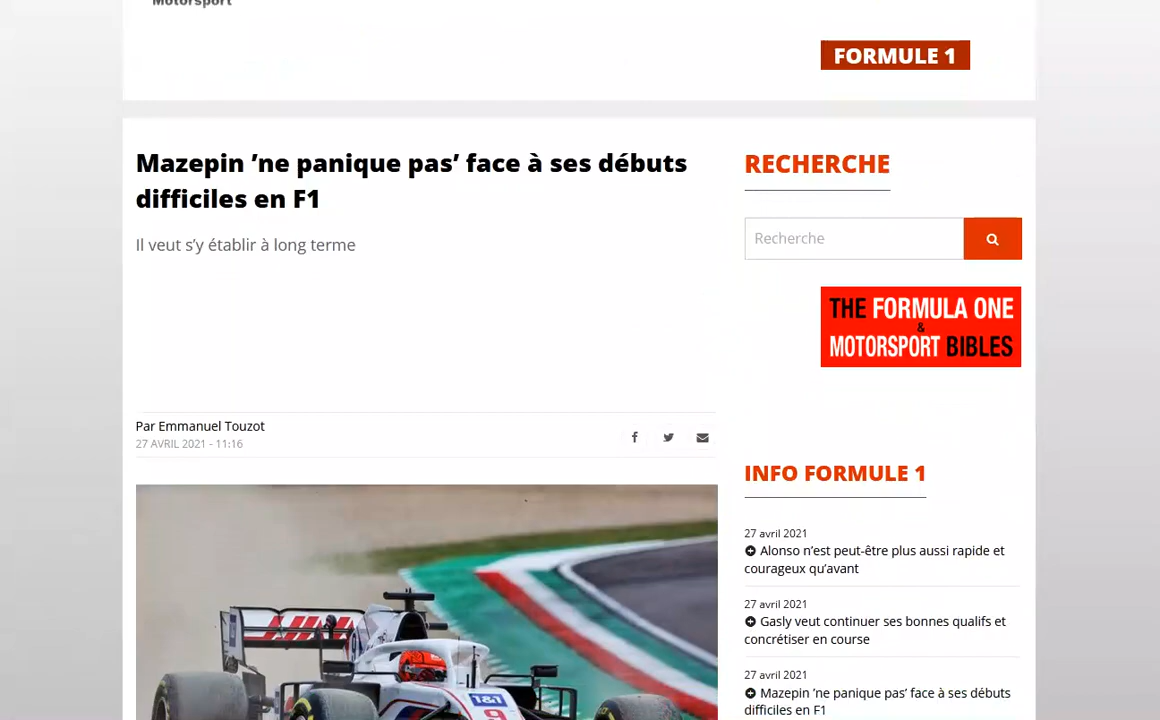 Motorsport
FORMULE 1
Mazepin ’ne panique pas’ face à ses débuts
difficiles en F1
Il veut s’y établir à long terme
Par Emmanuel Touzot
27 AVRIL 2021 - 11:16
1&1
9
RECHERCHE
Recherche
THE FORMULA ONE
&
MOTORSPORT BIBLES
INFO FORMULE 1
27 avril 2021
Alonso n’est peut-être plus aussi rapide et
courageux qu’avant
27 avril 2021
Gasly veut continuer ses bonnes qualifs et
concrétiser en course
27 avril 2021
Mazepin ’ne panique pas’ face à ses débuts
difficiles en F1